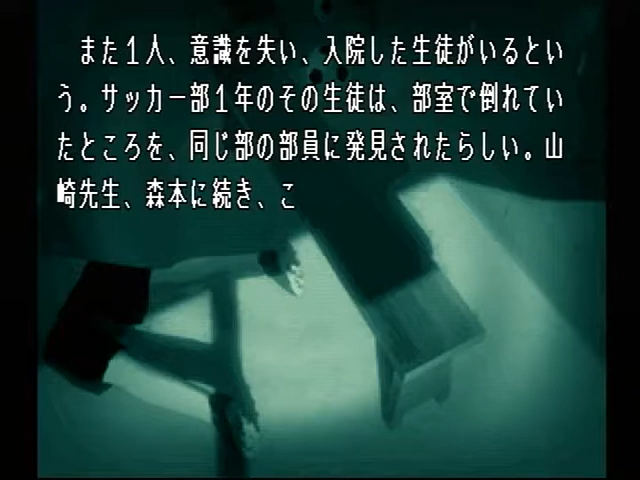 また１人、意識を失い、入院した生徒がいるとい
う。サッカー部１年のその生徒は、部室で倒れてい
たところを、同じ部の部員に発見されたらしい。山
崎先生、森本に続き、こ